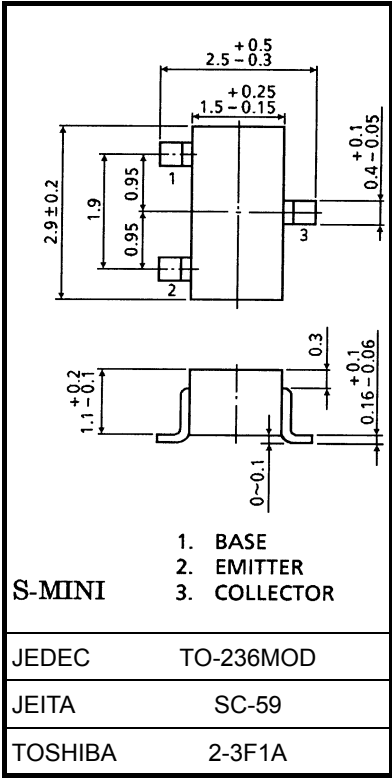 +0.5
2.5 −0.3
+0.25
1.5 −0.15
+0.1
0.4 −0.05
2.9 ± 0.2
1.9
0.95
0.95
1
2
3
+0.2
1.1 −0.1
0.3
+0.1
0.16 −0.06
0~0.1
1. BASE
2. EMITTER
3. COLLECTOR
S-MINI
JEDEC TO-236MOD
JEITA SC-59
TOSHIBA 2-3F1A